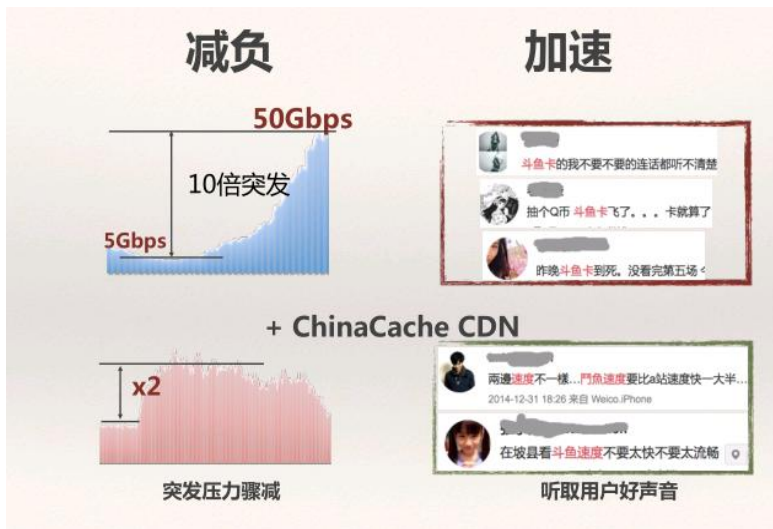 减负
加速
50Gbps
10倍突发
5Gbps
斗鱼卡的我不要不要的连话都听不清楚
抽个Q币 斗鱼卡飞了。。。卡就算了
昨晚斗鱼卡到死。没看完第五场
+ ChinaCache CDN
x2
兩邊速度不一樣...鬥魚速度要比a站速度快一大半...
2014-12-31 18:26 来自 Weico.iPhone
在坡县看斗鱼速度不要太快不要太流畅
突发压力骤减
听取用户好声音